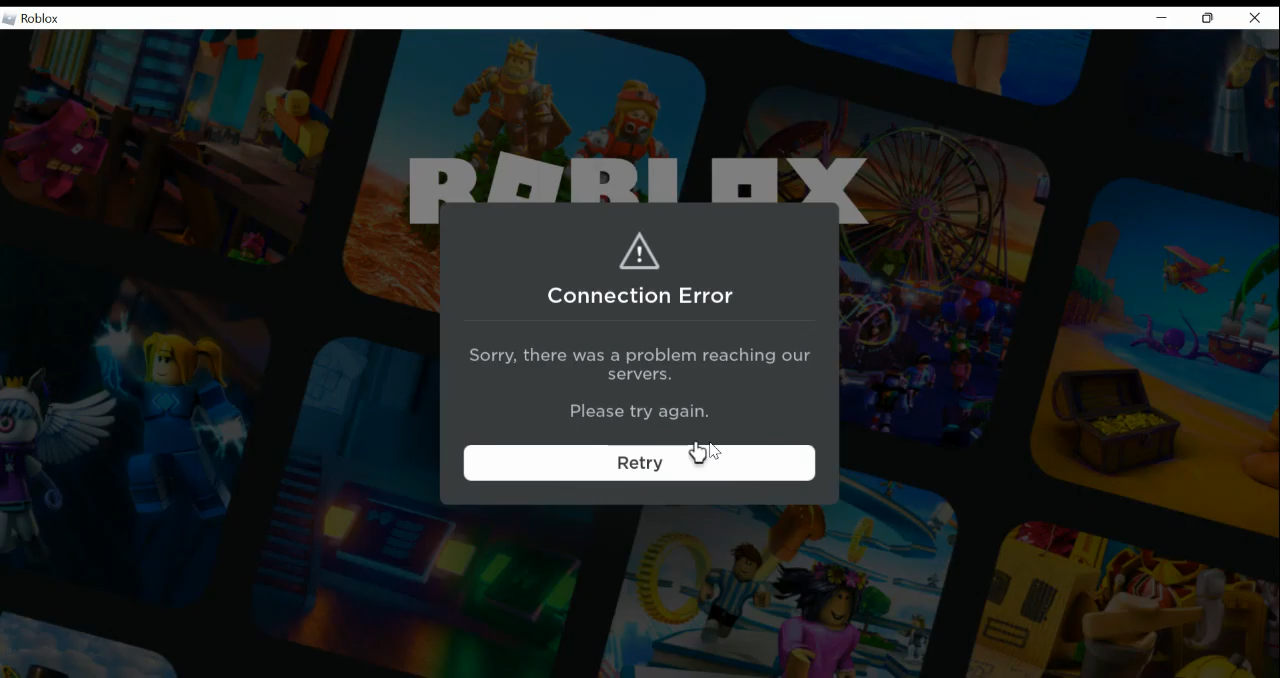 Roblox
ROBLOX
Connection Error
Sorry, there was a problem reaching our
servers.
Please try again.
Retry